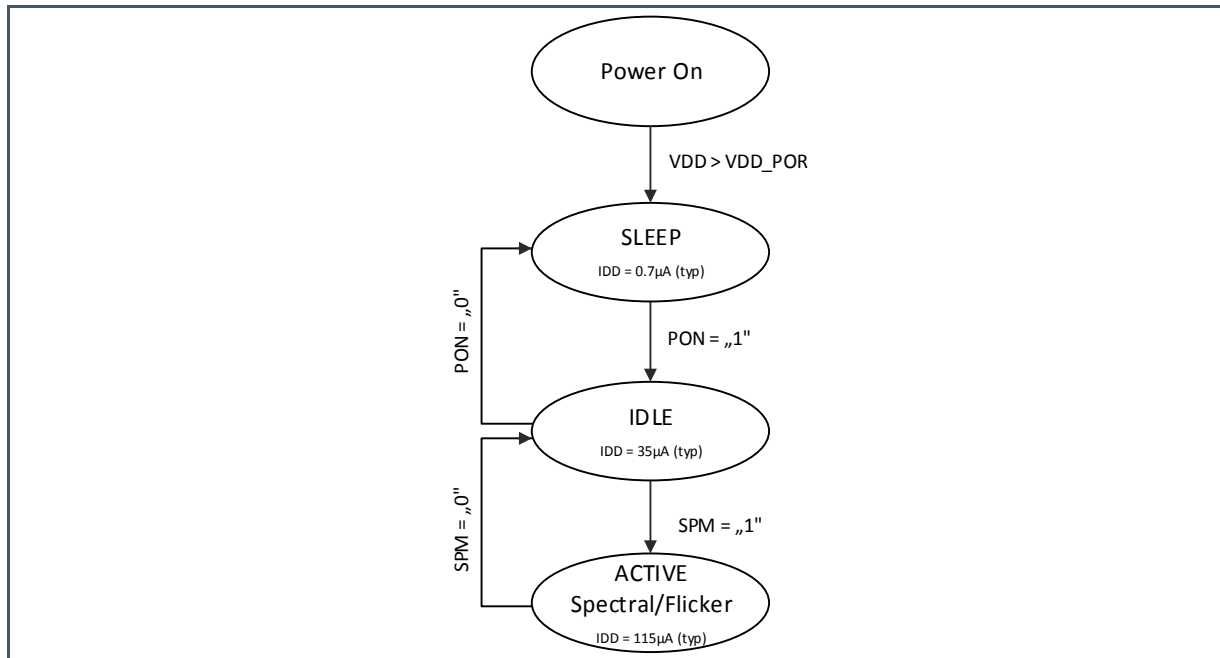 Power On
VDD > VDD_POR
SLEEP
IDD = 0.7µA (typ)
PON = „0"
PON = „1"
IDLE
IDD = 35µA (typ)
SPM = „0"
SPM = „1"
ACTIVE
Spectral/Flicker
IDD = 115µA (typ)